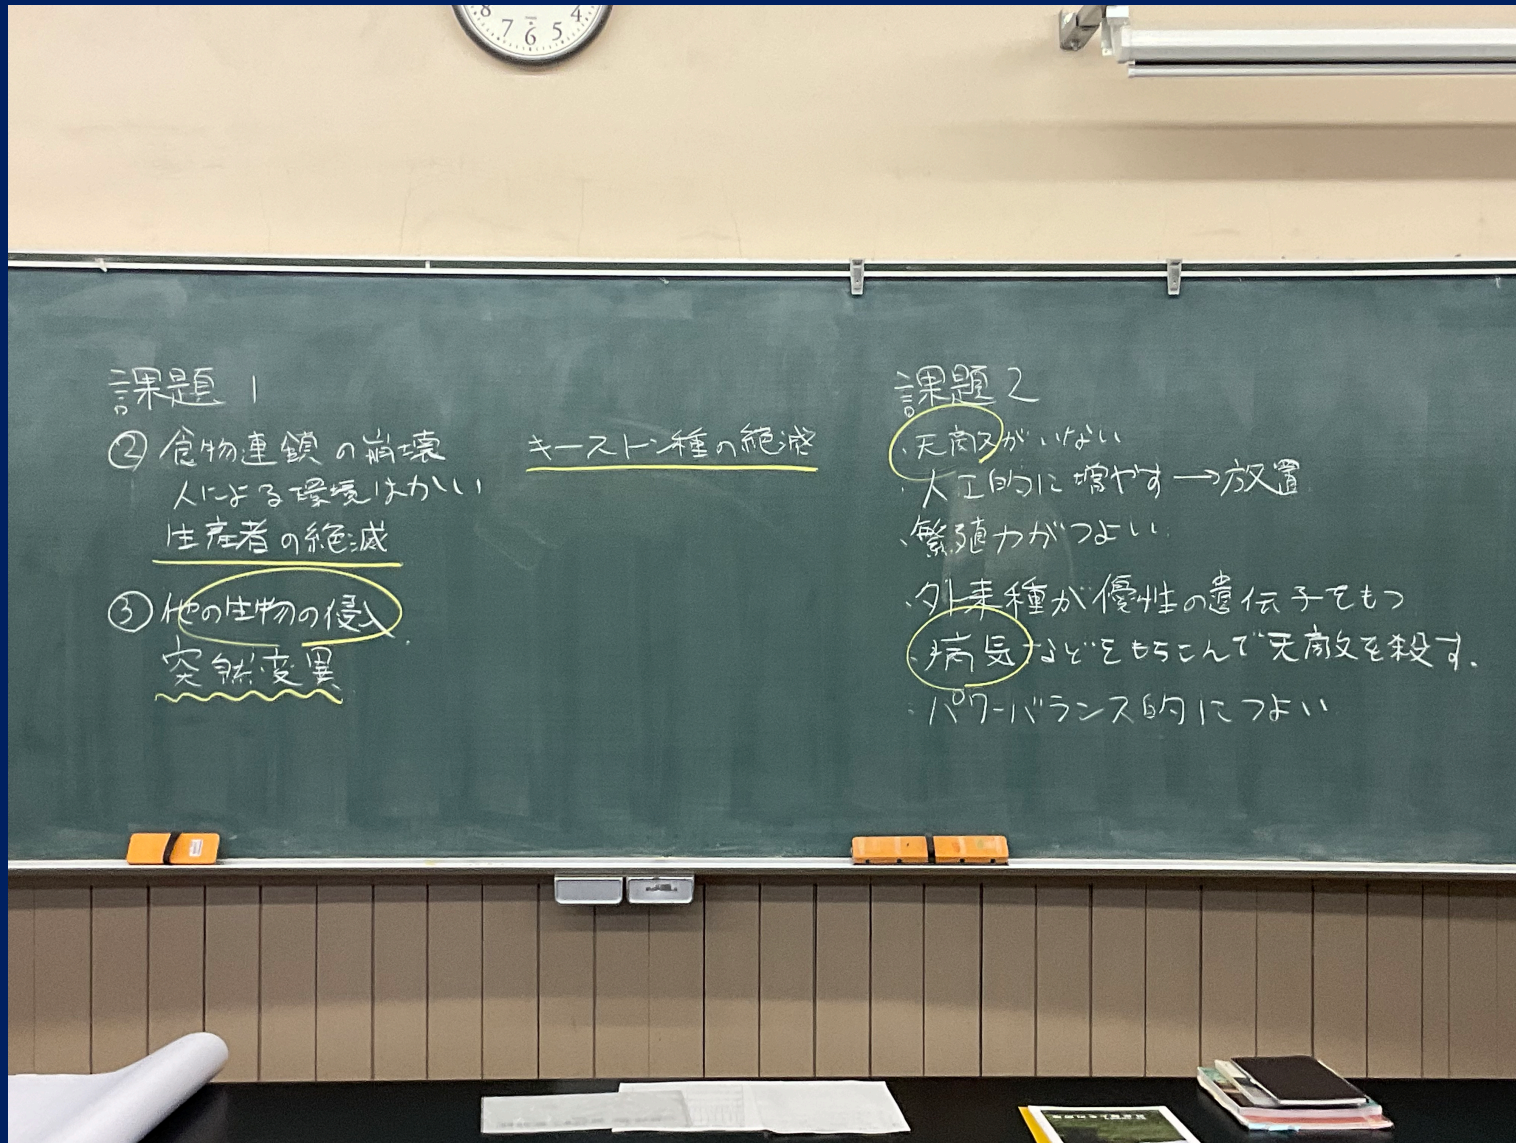 8 7 6 5 4
課題 1
② 食物連鎖の崩壊
人による環境はかい
生産者の絶滅
③ 他の生物の侵入
突然変異
キーストン種の絶滅
課題 2
・天敵がいない
・人工的に増やす→放置
・繁殖力がつよい
・外来種が優性の遺伝子をもつ
・病気などをもちこんで天敵を殺す.
・パワーバランス的につよい